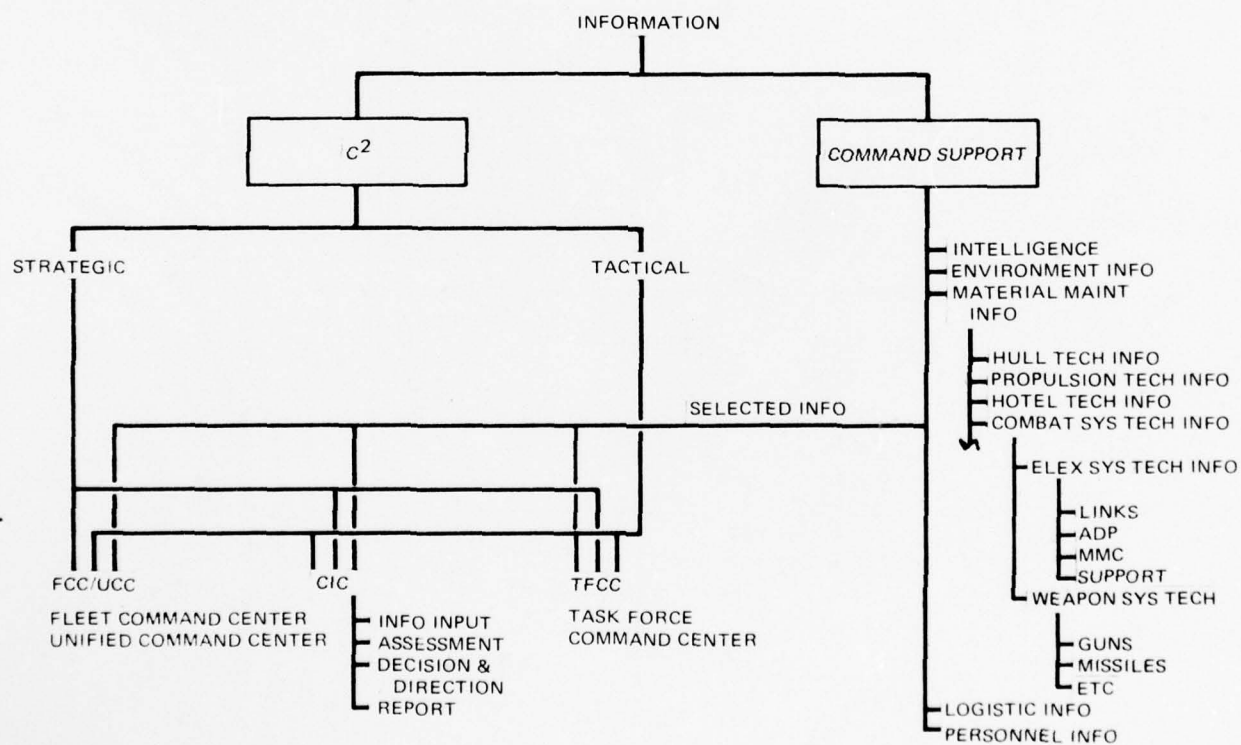 INFORMATION
C²
COMMAND SUPPORT
STRATEGIC
TACTICAL
INTELLIGENCE
ENVIRONMENT INFO
MATERIAL MAINT
INFO
HULL TECH INFO
PROPULSION TECH INFO
HOTEL TECH INFO
COMBAT SYS TECH INFO
SELECTED INFO
ELEX SYS TECH INFO
LINKS
ADP
MMC
SUPPORT
WEAPON SYS TECH
GUNS
MISSILES
ETC
LOGISTIC INFO
PERSONNEL INFO
FCC/UCC
FLEET COMMAND CENTER
UNIFIED COMMAND CENTER
CIC
INFO INPUT
ASSESSMENT
DECISION &
DIRECTION
REPORT
TFCC
TASK FORCE
COMMAND CENTER